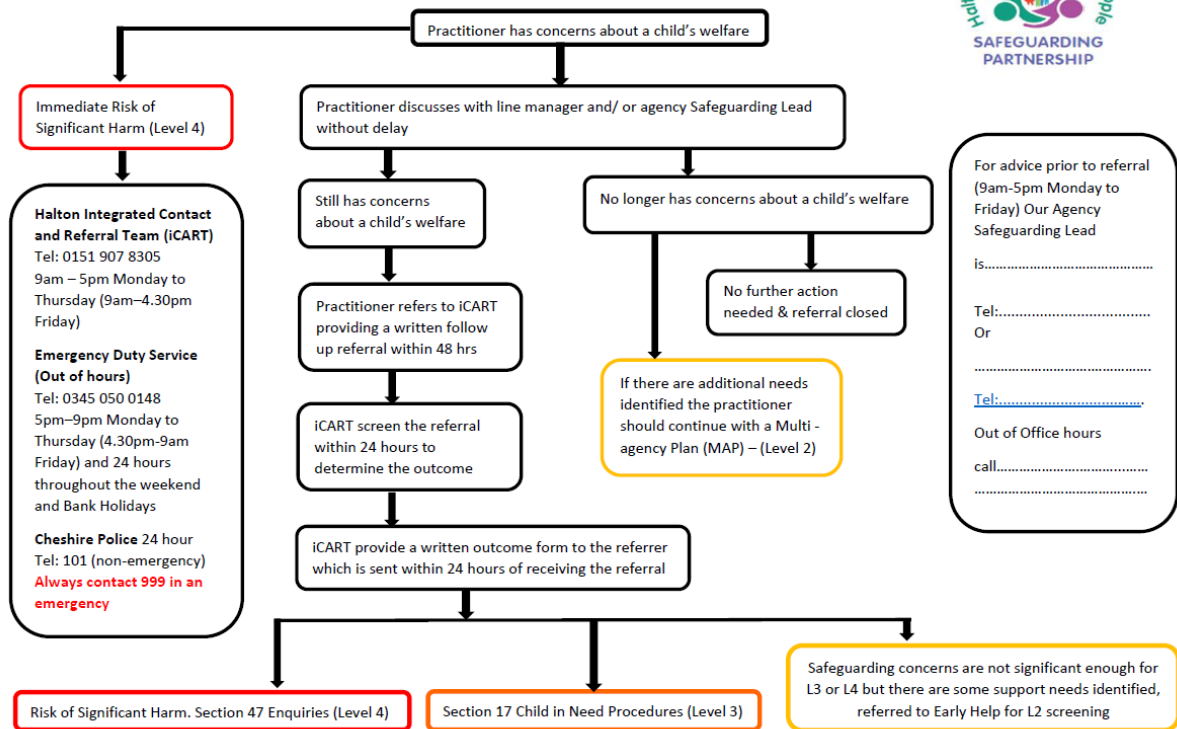 Practitioner has concerns about a child's welfare
SAFEGUARDING
PARTNERSHIP
Immediate Risk of
Significant Harm (Level 4)
Practitioner discusses with line manager and/ or agency Safeguarding Lead
without delay
Halton Integrated Contact
and Referral Team (iCART)
Tel: 0151 907 8305
9am – 5pm Monday to
Thursday (9am–4.30pm
Friday)
Emergency Duty Service
(Out of hours)
Tel: 0345 050 0148
5pm–9pm Monday to
Thursday (4.30pm-9am
Friday) and 24 hours
throughout the weekend
and Bank Holidays
Cheshire Police 24 hour
Tel: 101 (non-emergency)
Always contact 999 in an
emergency
Still has concerns
about a child's welfare
Practitioner refers to iCART
providing a written follow
up referral within 48 hrs
iCART screen the referral
within 24 hours to
determine the outcome
iCART provide a written outcome form to the referrer
which is sent within 24 hours of receiving the referral
No longer has concerns about a child's welfare
No further action
needed & referral closed
If there are additional needs
identified the practitioner
should continue with a Multi -
agency Plan (MAP) – (Level 2)
For advice prior to referral
(9am-5pm Monday to
Friday) Our Agency
Safeguarding Lead
is……………………………………
Tel:...................................
Or
……………………………………….
Tel:………………………………..
Out of Office hours
call……………………………….
……………………………………….
Risk of Significant Harm. Section 47 Enquiries (Level 4)
Section 17 Child in Need Procedures (Level 3)
Safeguarding concerns are not significant enough for
L3 or L4 but there are some support needs identified,
referred to Early Help for L2 screening